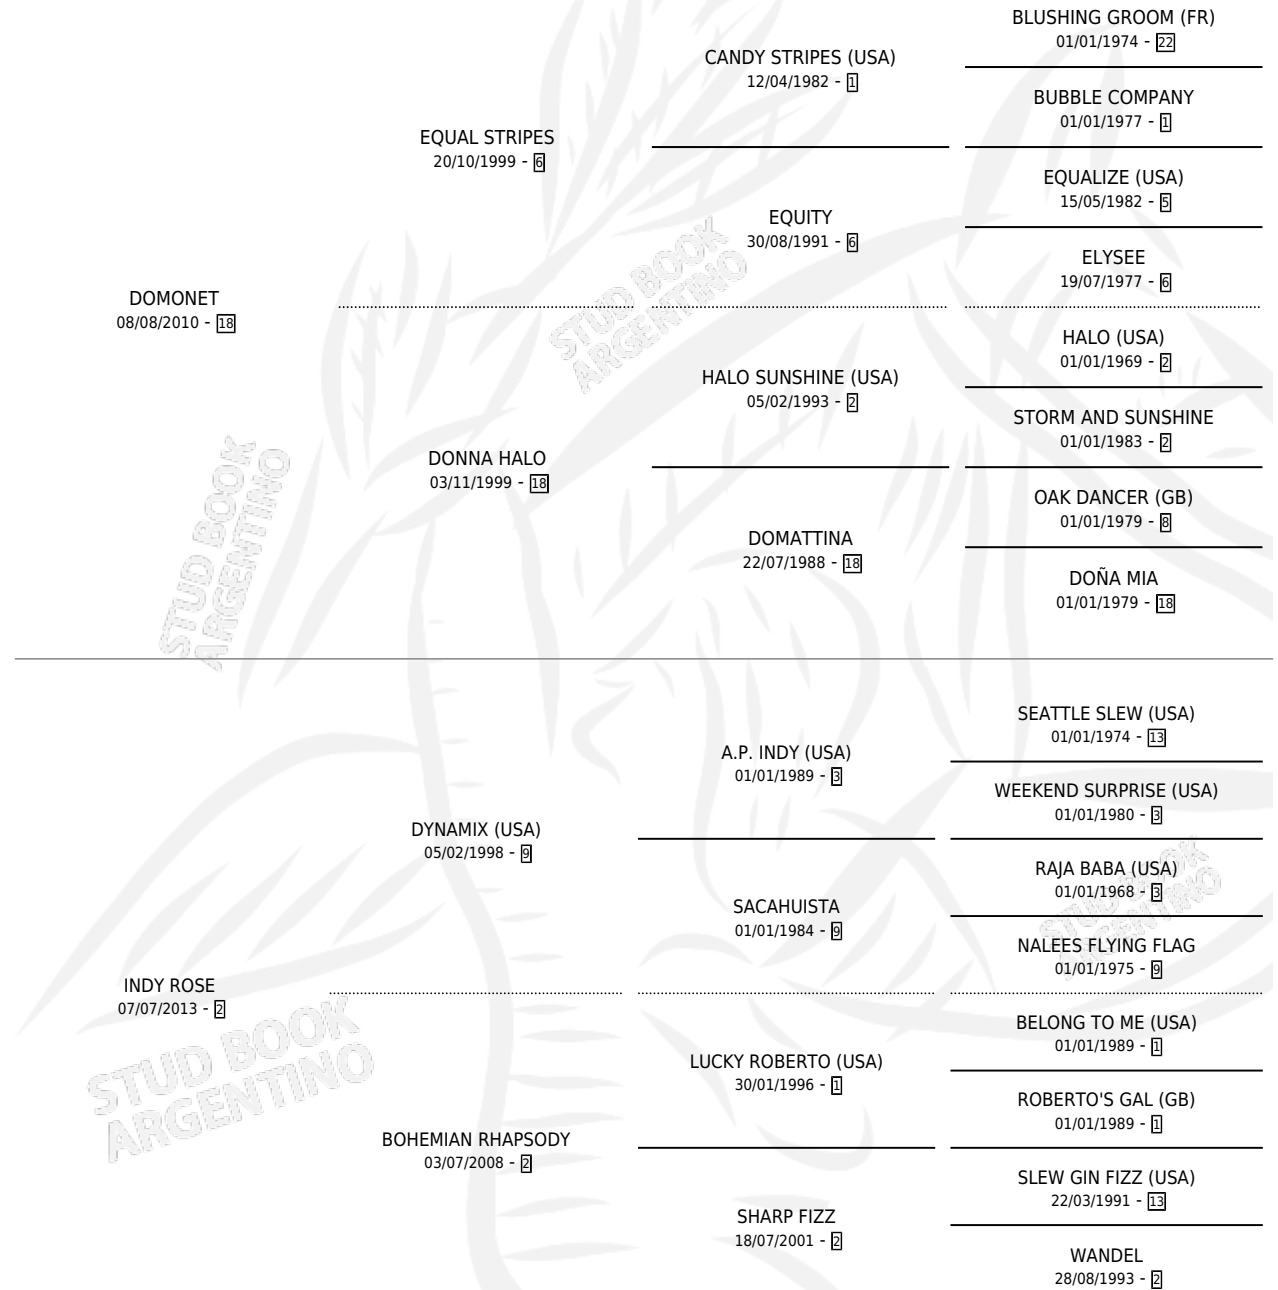 BLUSHING GROOM (FR)
01/01/1974 - 22
CANDY STRIPES (USA)
12/04/1982 - 1
BUBBLE COMPANY
01/01/1977 - 1
EQUAL STRIPES
20/10/1999 - 6
EQUALIZE (USA)
15/05/1982 - 5
EQUITY
30/08/1991 - 6
ELYSEE
19/07/1977 - 6
DOMONET
08/08/2010 - 18
HALO (USA)
01/01/1969 - 2
HALO SUNSHINE (USA)
05/02/1993 - 2
STORM AND SUNSHINE
01/01/1983 - 2
DONNA HALO
03/11/1999 - 18
OAK DANCER (GB)
01/01/1979 - 8
DOMATTINA
22/07/1988 - 18
DOÑA MIA
01/01/1979 - 18
SEATTLE SLEW (USA)
01/01/1974 - 13
A.P. INDY (USA)
01/01/1989 - 3
WEEKEND SURPRISE (USA)
01/01/1980 - 3
DYNAMIX (USA)
05/02/1998 - 9
RAJA BABA (USA)
01/01/1968 - 3
SACAHUISTA
01/01/1984 - 9
NALEES FLYING FLAG
01/01/1975 - 9
INDY ROSE
07/07/2013 - 2
BELONG TO ME (USA)
01/01/1989 - 1
LUCKY ROBERTO (USA)
30/01/1996 - 1
ROBERTO'S GAL (GB)
01/01/1989 - 1
BOHEMIAN RHAPSODY
03/07/2008 - 2
SLEW GIN FIZZ (USA)
22/03/1991 - 13
SHARP FIZZ
18/07/2001 - 2
WANDEL
28/08/1993 - 2
STUD BOOK
ARGENTINO
STUD BOOK
ARGENTINO
STUD BOOK
ARGENTINO
STUD BOOK
ARGENTINO